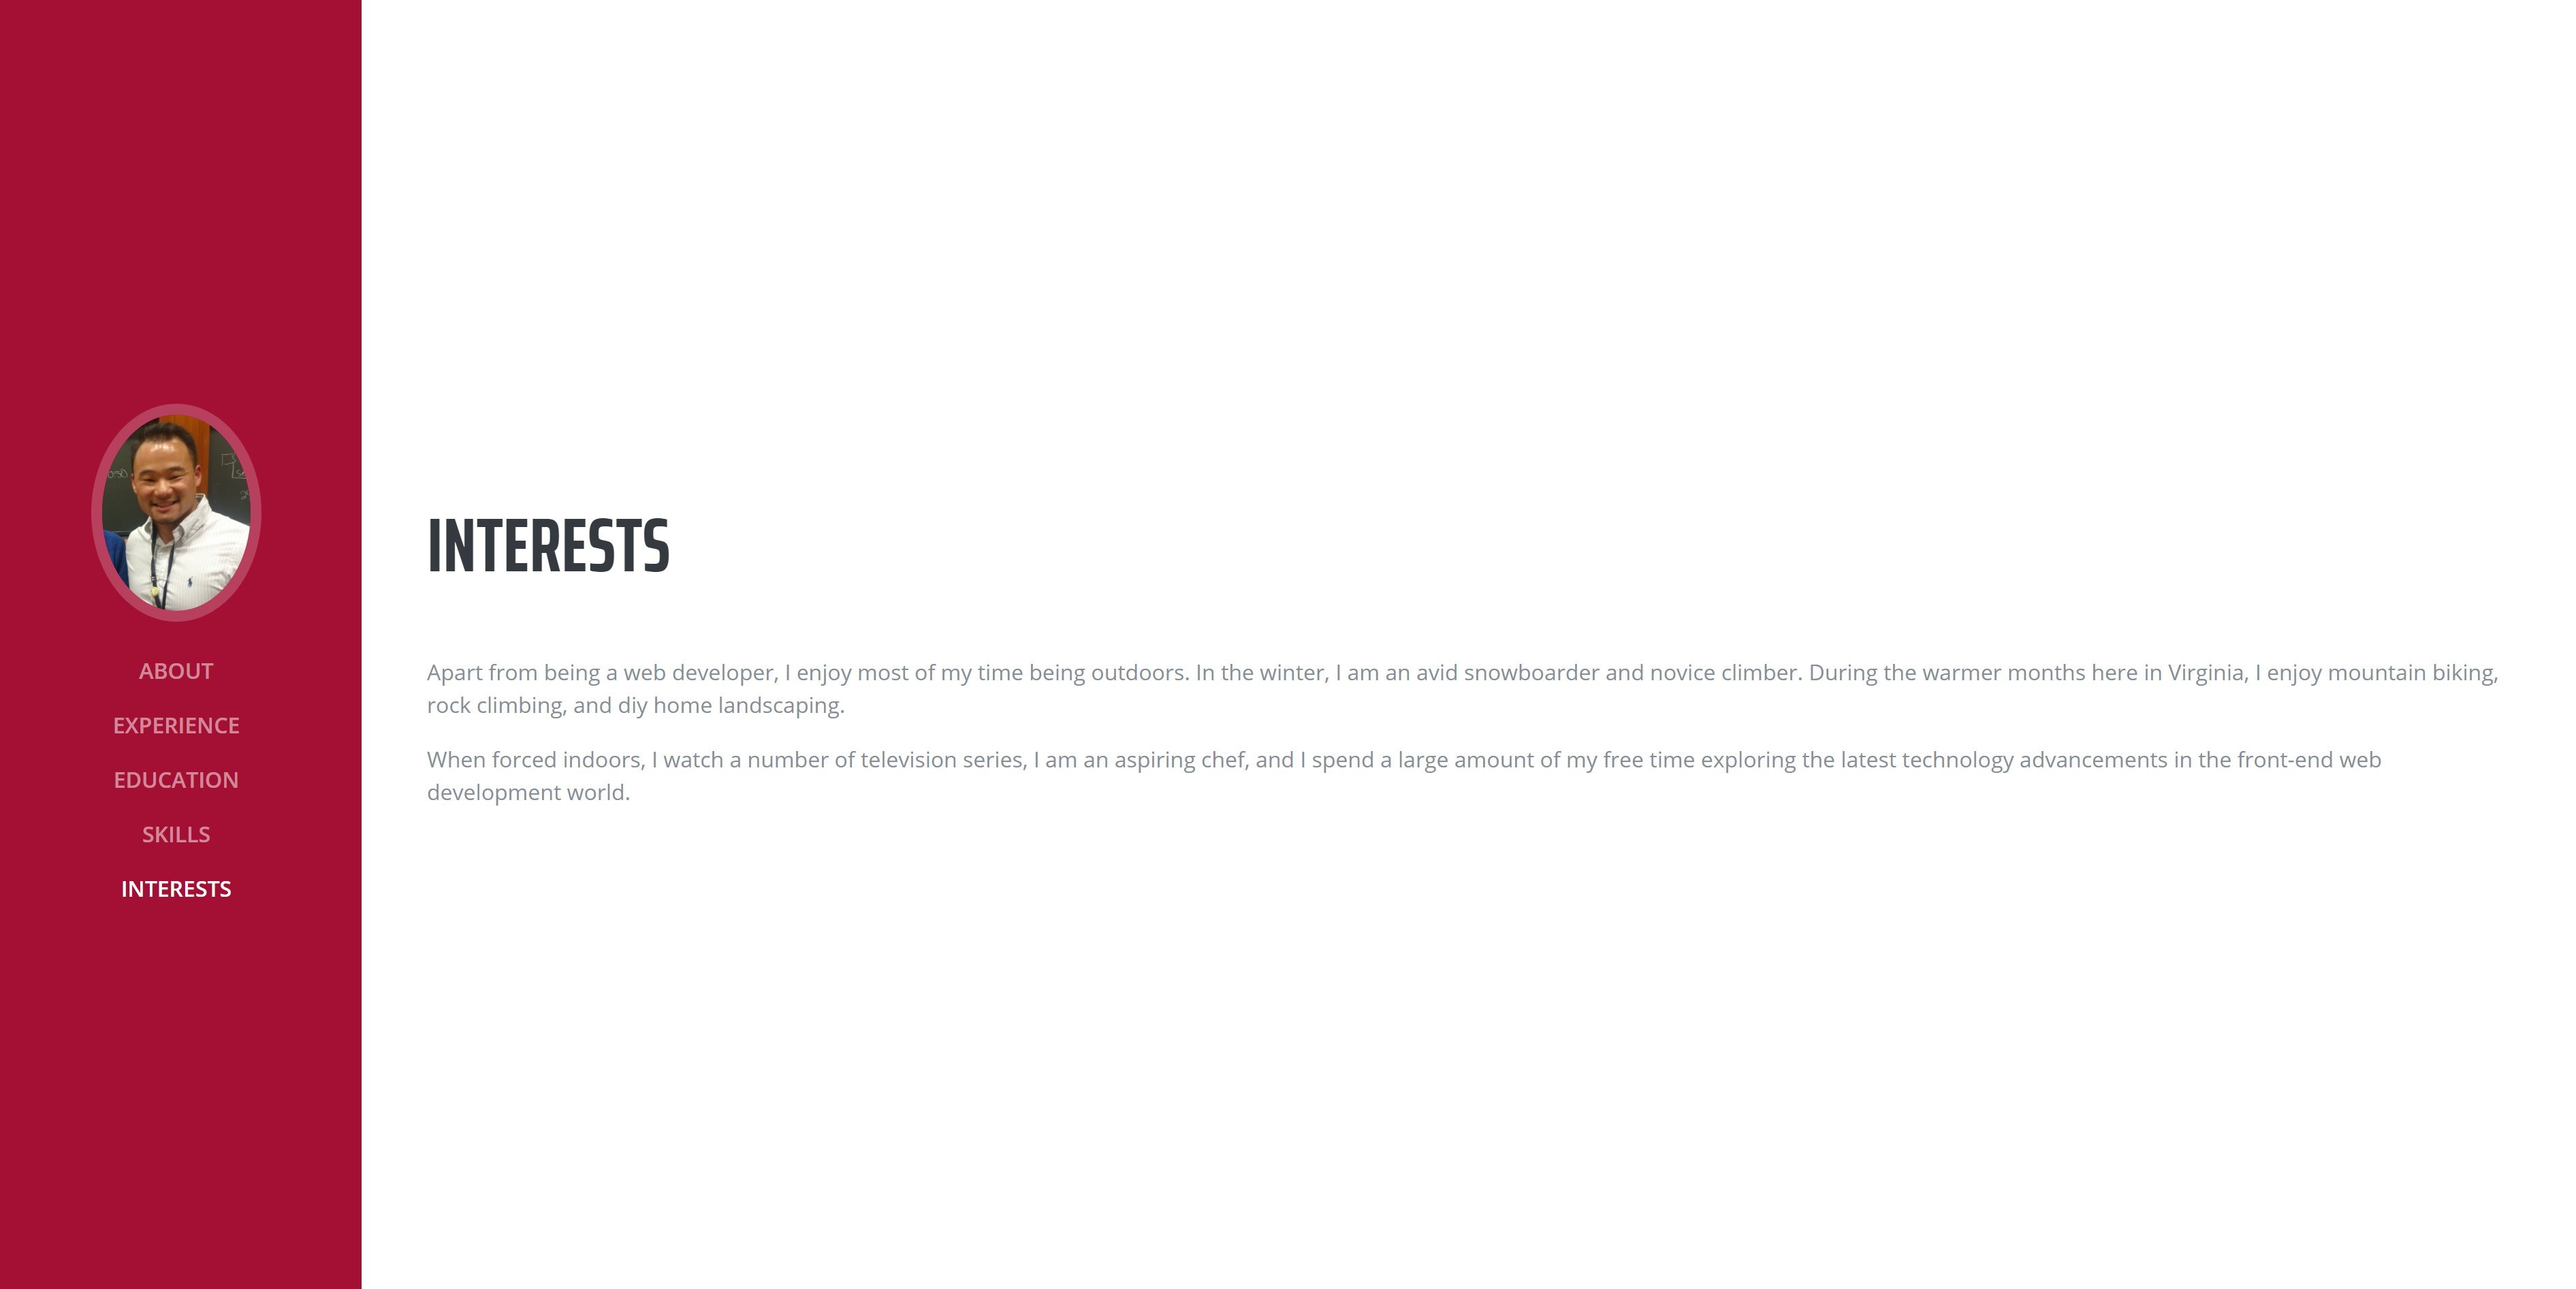 ABOUT
EXPERIENCE
EDUCATION
SKILLS
INTERESTS
INTERESTS
Apart from being a web developer, I enjoy most of my time being outdoors. In the winter, I am an avid snowboarder and novice climber. During the warmer months here in Virginia, I enjoy mountain biking,
rock climbing, and diy home landscaping.
When forced indoors, I watch a number of television series, I am an aspiring chef, and I spend a large amount of my free time exploring the latest technology advancements in the front-end web
development world.